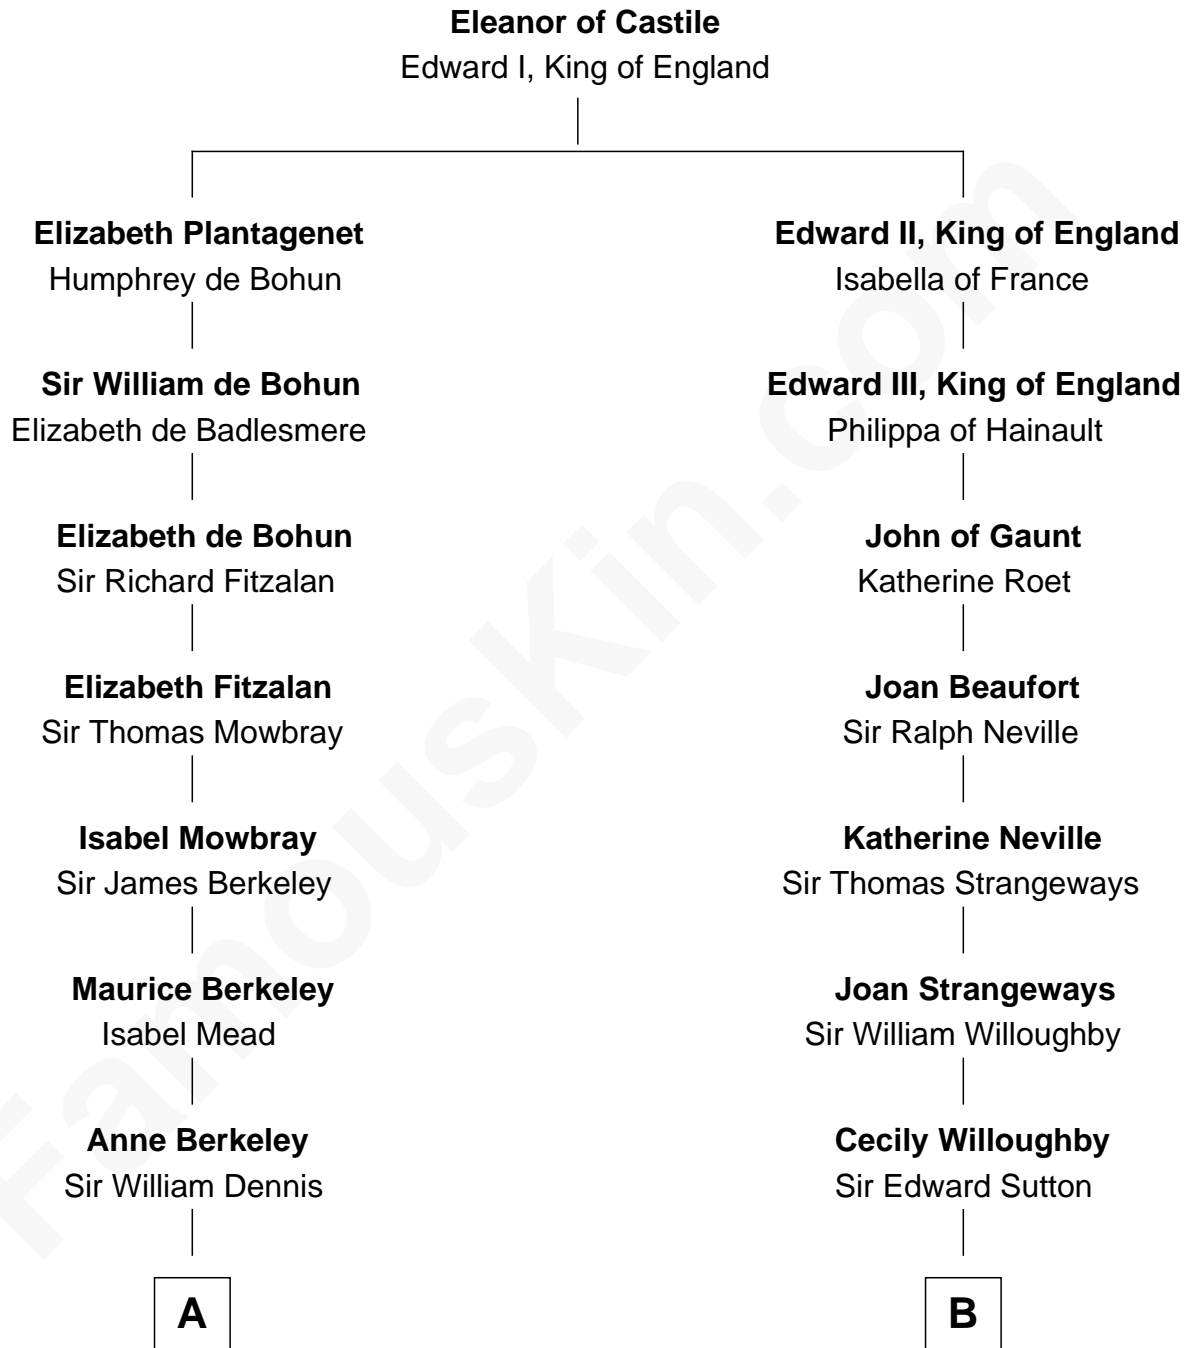 Eleanor of Castile
Edward I, King of England
Elizabeth Plantagenet
Humphrey de Bohun
Sir William de Bohun
Elizabeth de Badlesmere
Elizabeth de Bohun
Sir Richard Fitzalan
Elizabeth Fitzalan
Sir Thomas Mowbray
Isabel Mowbray
Sir James Berkeley
Maurice Berkeley
Isabel Mead
Anne Berkeley
Sir William Dennis
A
Edward II, King of England
Isabella of France
Edward III, King of England
Philippa of Hainault
John of Gaunt
Katherine Roet
Joan Beaufort
Sir Ralph Neville
Katherine Neville
Sir Thomas Strangeways
Joan Strangeways
Sir William Willoughby
Cecily Willoughby
Sir Edward Sutton
B
FamousKin.com